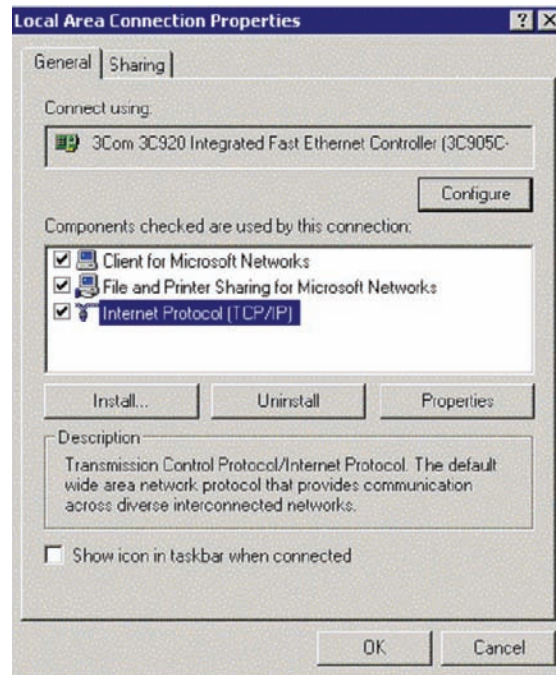 Local Area Connection Properties
General
Sharing
Connect using:
3Com 3C920 Integrated Fast Ethernet Controller (3C905C-
Configure
Components checked are used by this connection:
Client for Microsoft Networks
File and Printer Sharing for Microsoft Networks
Internet Protocol (TCP/IP)
Install... Uninstall Properties
Description
Transmission Control Protocol/Internet Protocol. The default
wide area network protocol that provides communication
across diverse interconnected networks.
Show icon in taskbar when connected
OK Cancel